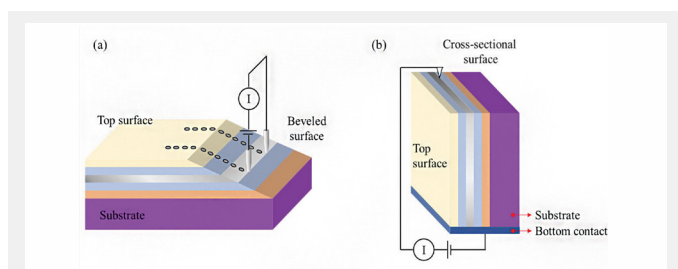 (a)
Top surface
I
Beveled
surface
Substrate
(b)
Cross-sectional
surface
Top
surface
Substrate
Bottom contact
I